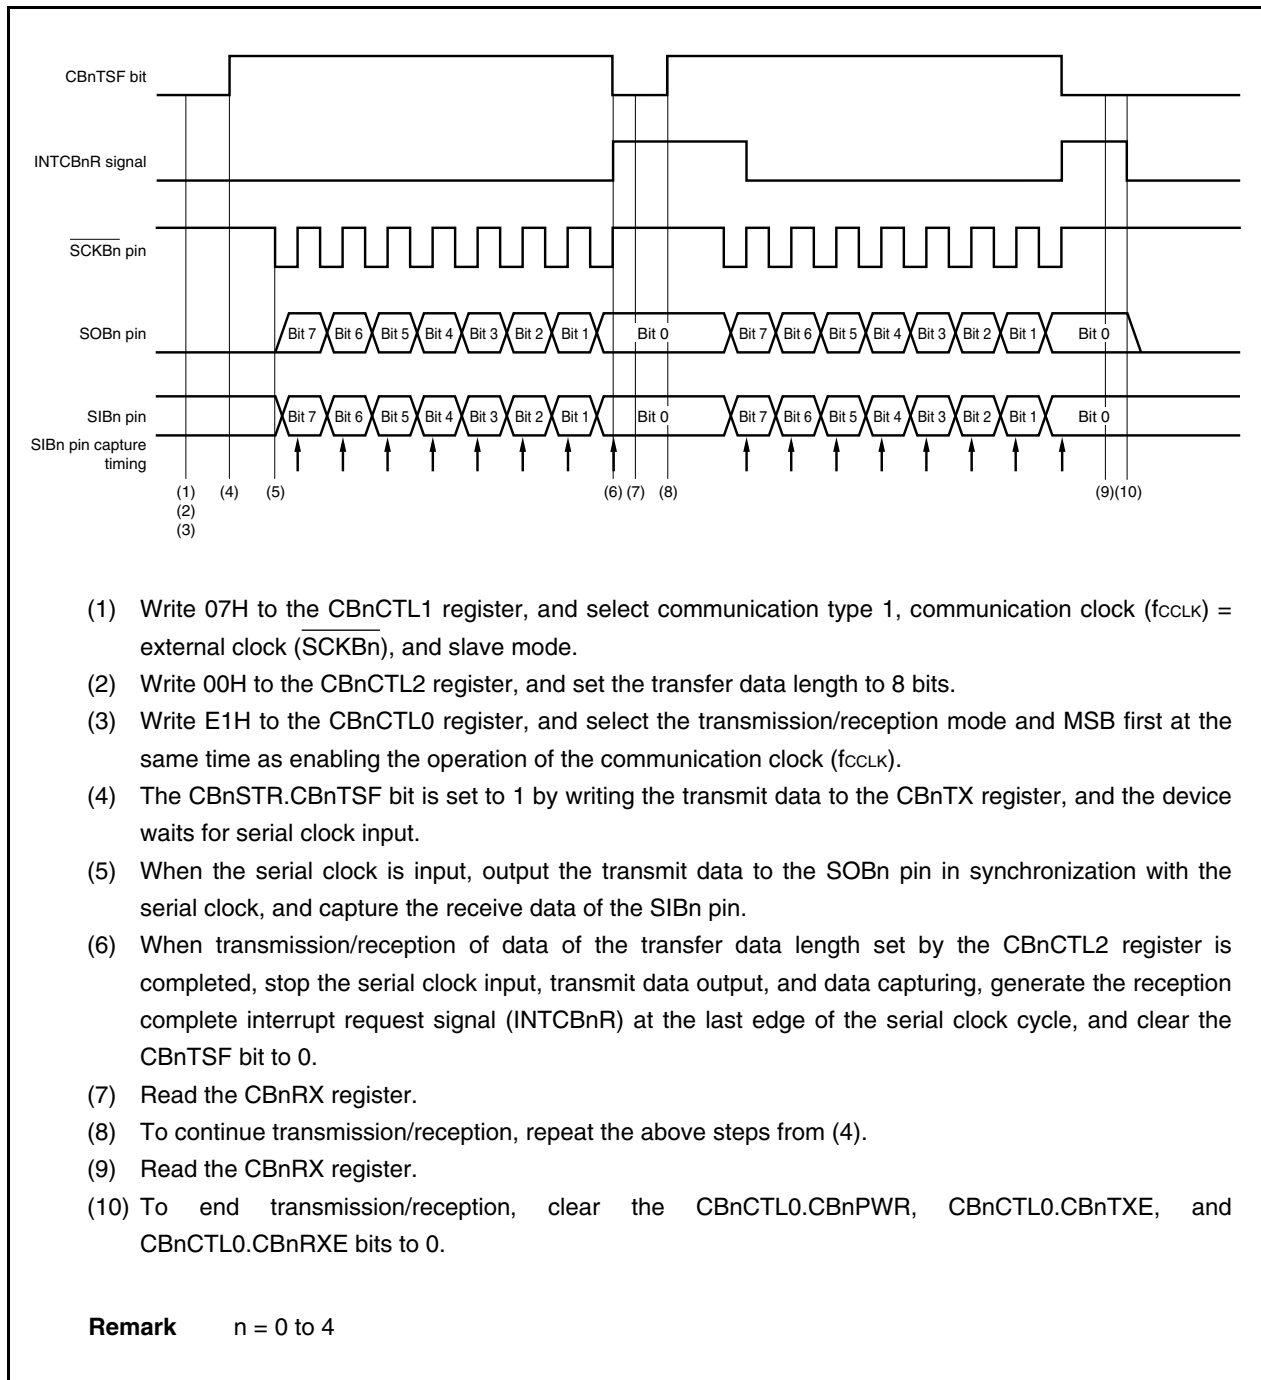 CBnTSF bit
INTCBnR signal
SCKBn pin
SOBn pin
Bit 7 Bit 6 Bit 5 Bit 4 Bit 3 Bit 2 Bit 1 Bit 0 Bit 7 Bit 6 Bit 5 Bit 4 Bit 3 Bit 2 Bit 1 Bit 0
SIBn pin
Bit 7 Bit 6 Bit 5 Bit 4 Bit 3 Bit 2 Bit 1 Bit 0 Bit 7 Bit 6 Bit 5 Bit 4 Bit 3 Bit 2 Bit 1 Bit 0
SIBn pin capture
timing
(1) (4) (5) (6) (7) (8) (9) (10)
(2)
(3)
(1) Write 07H to the CBnCTL1 register, and select communication type 1, communication clock (fCCLK) =
external clock (SCKBn), and slave mode.
(2) Write 00H to the CBnCTL2 register, and set the transfer data length to 8 bits.
(3) Write E1H to the CBnCTL0 register, and select the transmission/reception mode and MSB first at the
same time as enabling the operation of the communication clock (fCCLK).
(4) The CBnSTR.CBnTSF bit is set to 1 by writing the transmit data to the CBnTX register, and the device
waits for serial clock input.
(5) When the serial clock is input, output the transmit data to the SOBn pin in synchronization with the
serial clock, and capture the receive data of the SIBn pin.
(6) When transmission/reception of data of the transfer data length set by the CBnCTL2 register is
completed, stop the serial clock input, transmit data output, and data capturing, generate the reception
complete interrupt request signal (INTCBnR) at the last edge of the serial clock cycle, and clear the
CBnTSF bit to 0.
(7) Read the CBnRX register.
(8) To continue transmission/reception, repeat the above steps from (4).
(9) Read the CBnRX register.
(10) To end transmission/reception, clear the CBnCTL0.CBnPWR, CBnCTL0.CBnTXE, and
CBnCTL0.CBnRXE bits to 0.
Remark n = 0 to 4